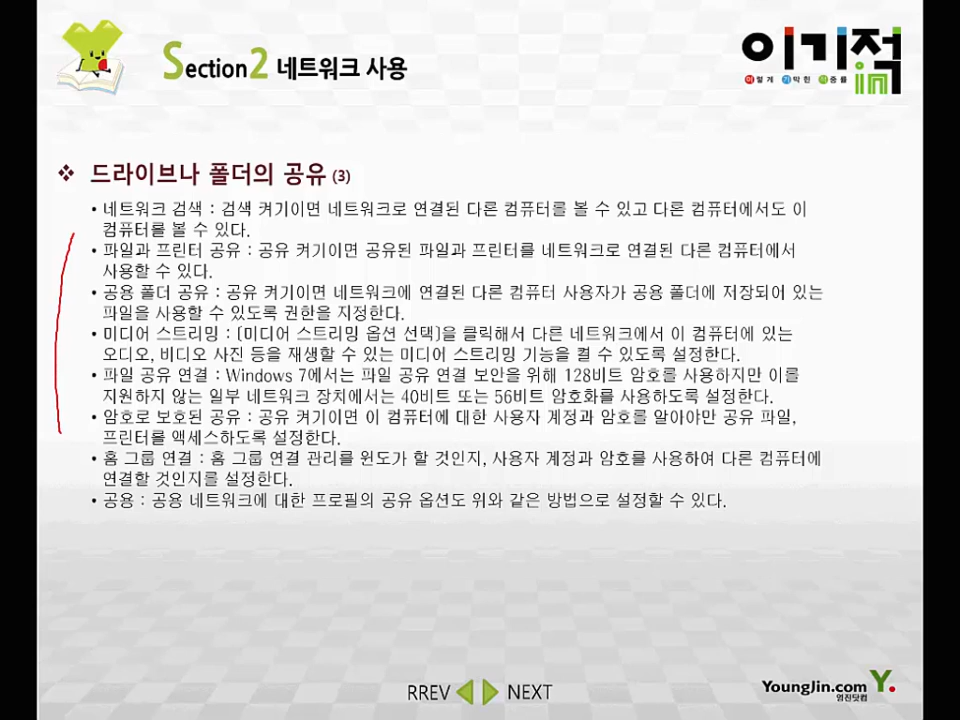 Section2 네트워크 사용
이기적in
이렇게 기막힌 적중률
❖ 드라이브나 폴더의 공유 (3)
• 네트워크 검색 : 검색 켜기이면 네트워크로 연결된 다른 컴퓨터를 볼 수 있고 다른 컴퓨터에서도 이
컴퓨터를 볼 수 있다.
• 파일과 프린터 공유 : 공유 켜기이면 공유된 파일과 프린터를 네트워크로 연결된 다른 컴퓨터에서
사용할 수 있다.
• 공용 폴더 공유 : 공유 켜기이면 네트워크에 연결된 다른 컴퓨터 사용자가 공용 폴더에 저장되어 있는
파일을 사용할 수 있도록 권한을 지정한다.
• 미디어 스트리밍 : [미디어 스트리밍 옵션 선택]을 클릭해서 다른 네트워크에서 이 컴퓨터에 있는
오디오, 비디오 사진 등을 재생할 수 있는 미디어 스트리밍 기능을 켤 수 있도록 설정한다.
• 파일 공유 연결 : Windows 7에서는 파일 공유 연결 보안을 위해 128비트 암호를 사용하지만 이를
지원하지 않는 일부 네트워크 장치에서는 40비트 또는 56비트 암호화를 사용하도록 설정한다.
• 암호로 보호된 공유 : 공유 켜기이면 이 컴퓨터에 대한 사용자 계정과 암호를 알아야만 공유 파일,
프린터를 액세스하도록 설정한다.
• 홈 그룹 연결 : 홈 그룹 연결 관리를 윈도가 할 것인지, 사용자 계정과 암호를 사용하여 다른 컴퓨터에
연결할 것인지를 설정한다.
• 공용 : 공용 네트워크에 대한 프로필의 공유 옵션도 위와 같은 방법으로 설정할 수 있다.
RREV NEXT
YoungJin.com Y.
영진닷컴